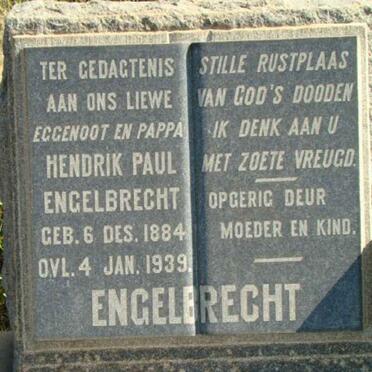 TER GEDAGTENIS
AAN ONS LIEWE
EGGENOOT EN PAPPA
HENDRIK PAUL
ENGELBRECHT
GEB. 6 DES. 1884
OVL. 4 JAN. 1939.
STILLE RUSTPLAAS
VAN GOD'S DOODEN
IK DENK AAN U
MET ZOETE VREUGD.
OPGERIG DEUR
MOEDER EN KIND.
ENGELBRECHT